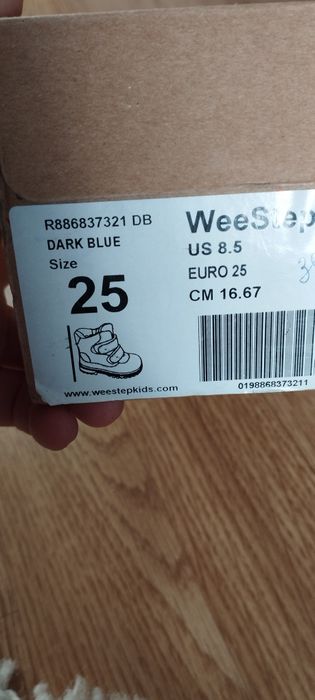 R886837321 DB
DARK BLUE
Size
25
www.weestepkids.com
WeeStep
US 8.5
EURO 25
CM 16.67
0198868373211